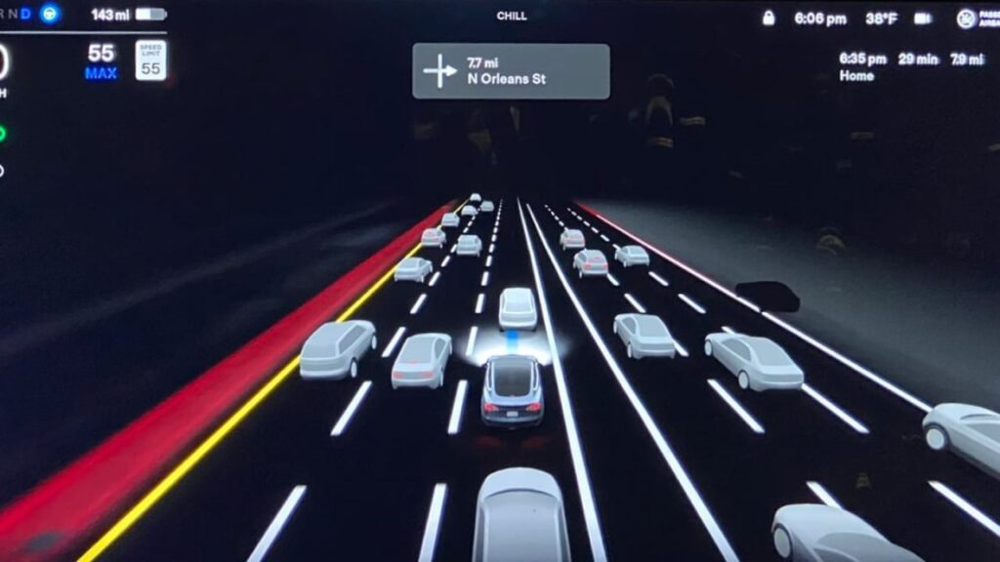 R N D
143 mi
CHILL
6:06 pm
38°F
55
MAX
SPEED
LIMIT
55
7.7 mi
N Orleans St
6:35 pm 29 min 7.9 mi
Home